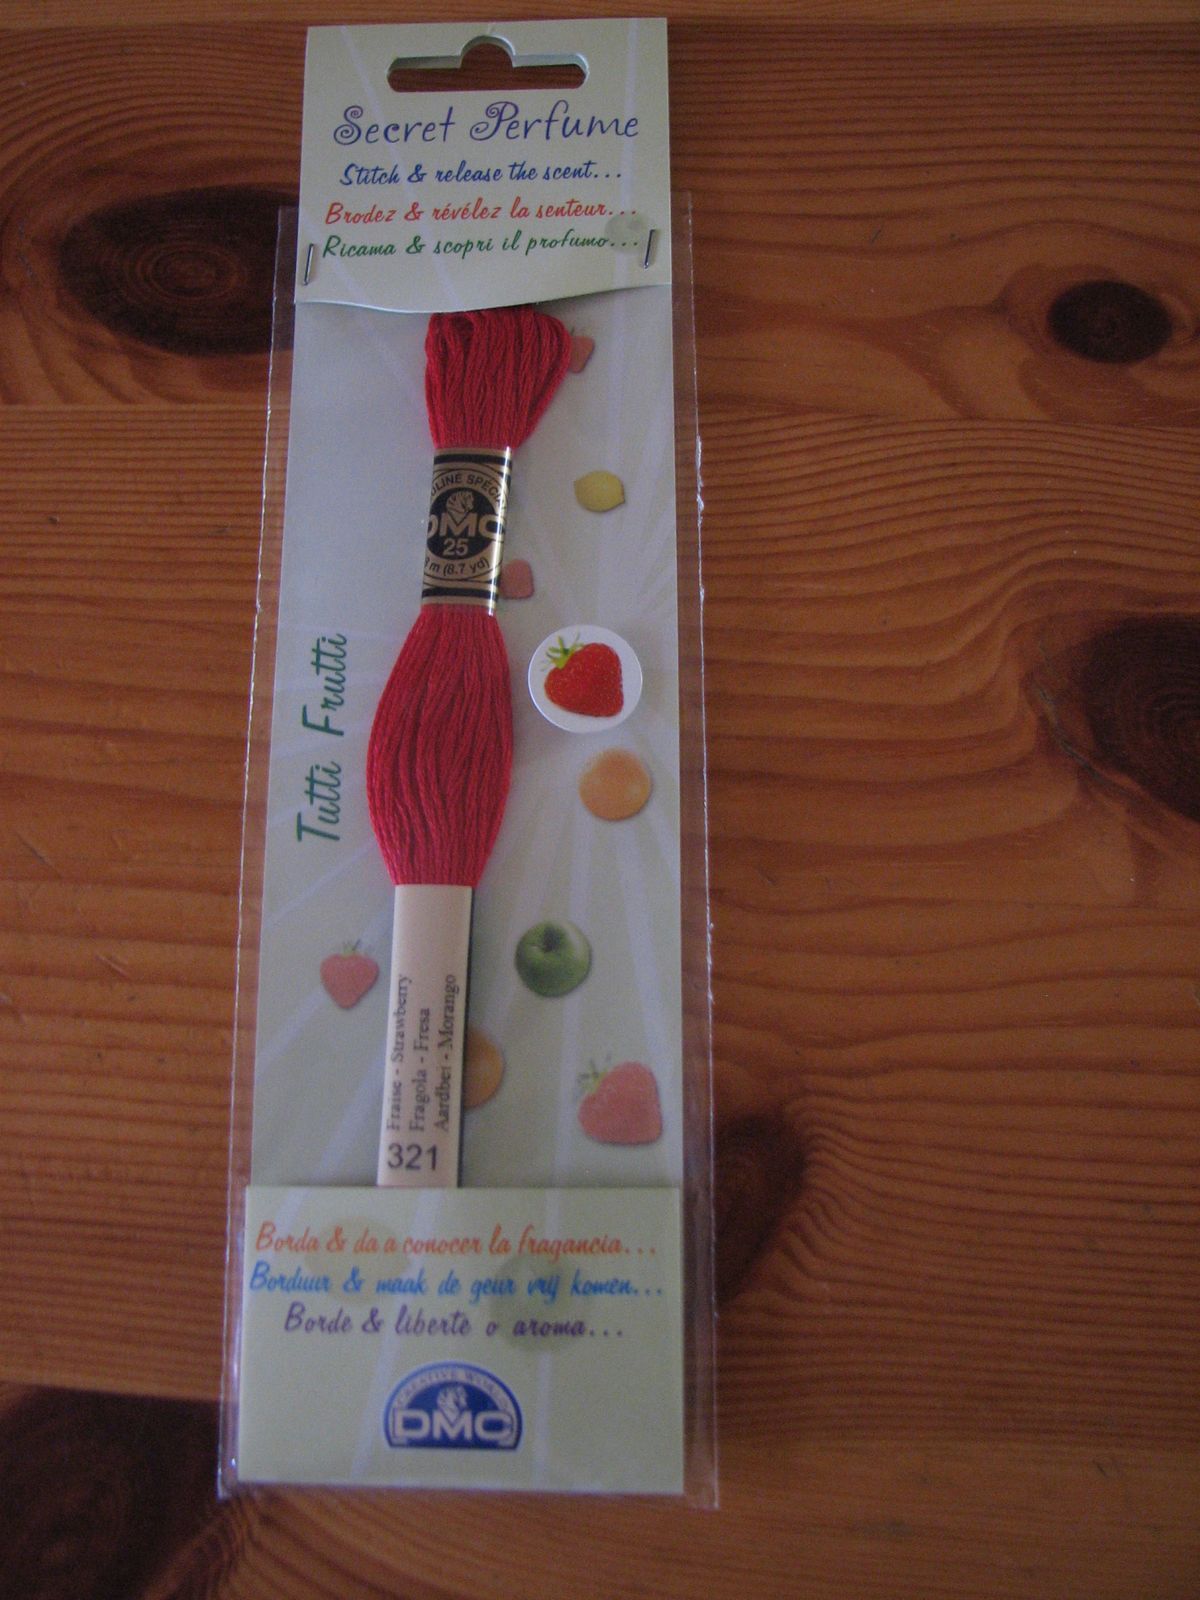 Secret Perfume
Stitch & release the scent...
Brodez & révélez la senteur...
Ricama & scopri il profumo...
DMC
25
m (8.7 yd)
Tutti Frutti
Fraise - Strawberry
Fragola - Fresa
Aardbei - Morango
321
Borda & da a conocer la fragancia...
Borduur & maak de geur vrij komen...
Borde & liberte o aroma...
CREATIVE WORLD
DMC